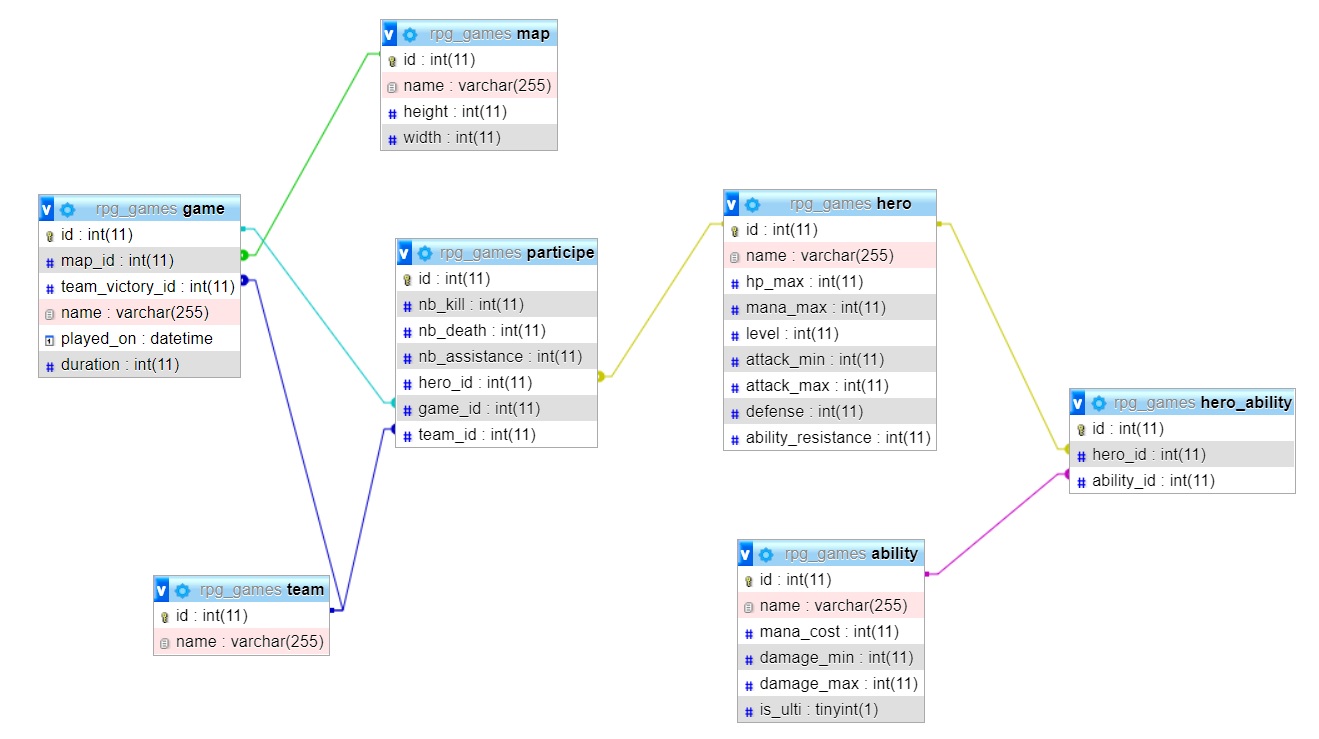 v rpg_games map
id : int(11)
name : varchar(255)
# height : int(11)
# width : int(11)
v rpg_games game
id : int(11)
# map_id : int(11)
# team_victory_id : int(11)
name : varchar(255)
played_on : datetime
# duration : int(11)
v rpg_games participe
id : int(11)
# nb_kill : int(11)
# nb_death : int(11)
# nb_assistance : int(11)
# hero_id : int(11)
# game_id : int(11)
# team_id : int(11)
v rpg_games hero
id : int(11)
name : varchar(255)
# hp_max : int(11)
# mana_max : int(11)
# level : int(11)
# attack_min : int(11)
# attack_max : int(11)
# defense : int(11)
# ability_resistance : int(11)
v rpg_games hero_ability
id : int(11)
# hero_id : int(11)
# ability_id : int(11)
v rpg_games team
id : int(11)
name : varchar(255)
v rpg_games ability
id : int(11)
name : varchar(255)
# mana_cost : int(11)
# damage_min : int(11)
# damage_max : int(11)
# is_ulti : tinyint(1)